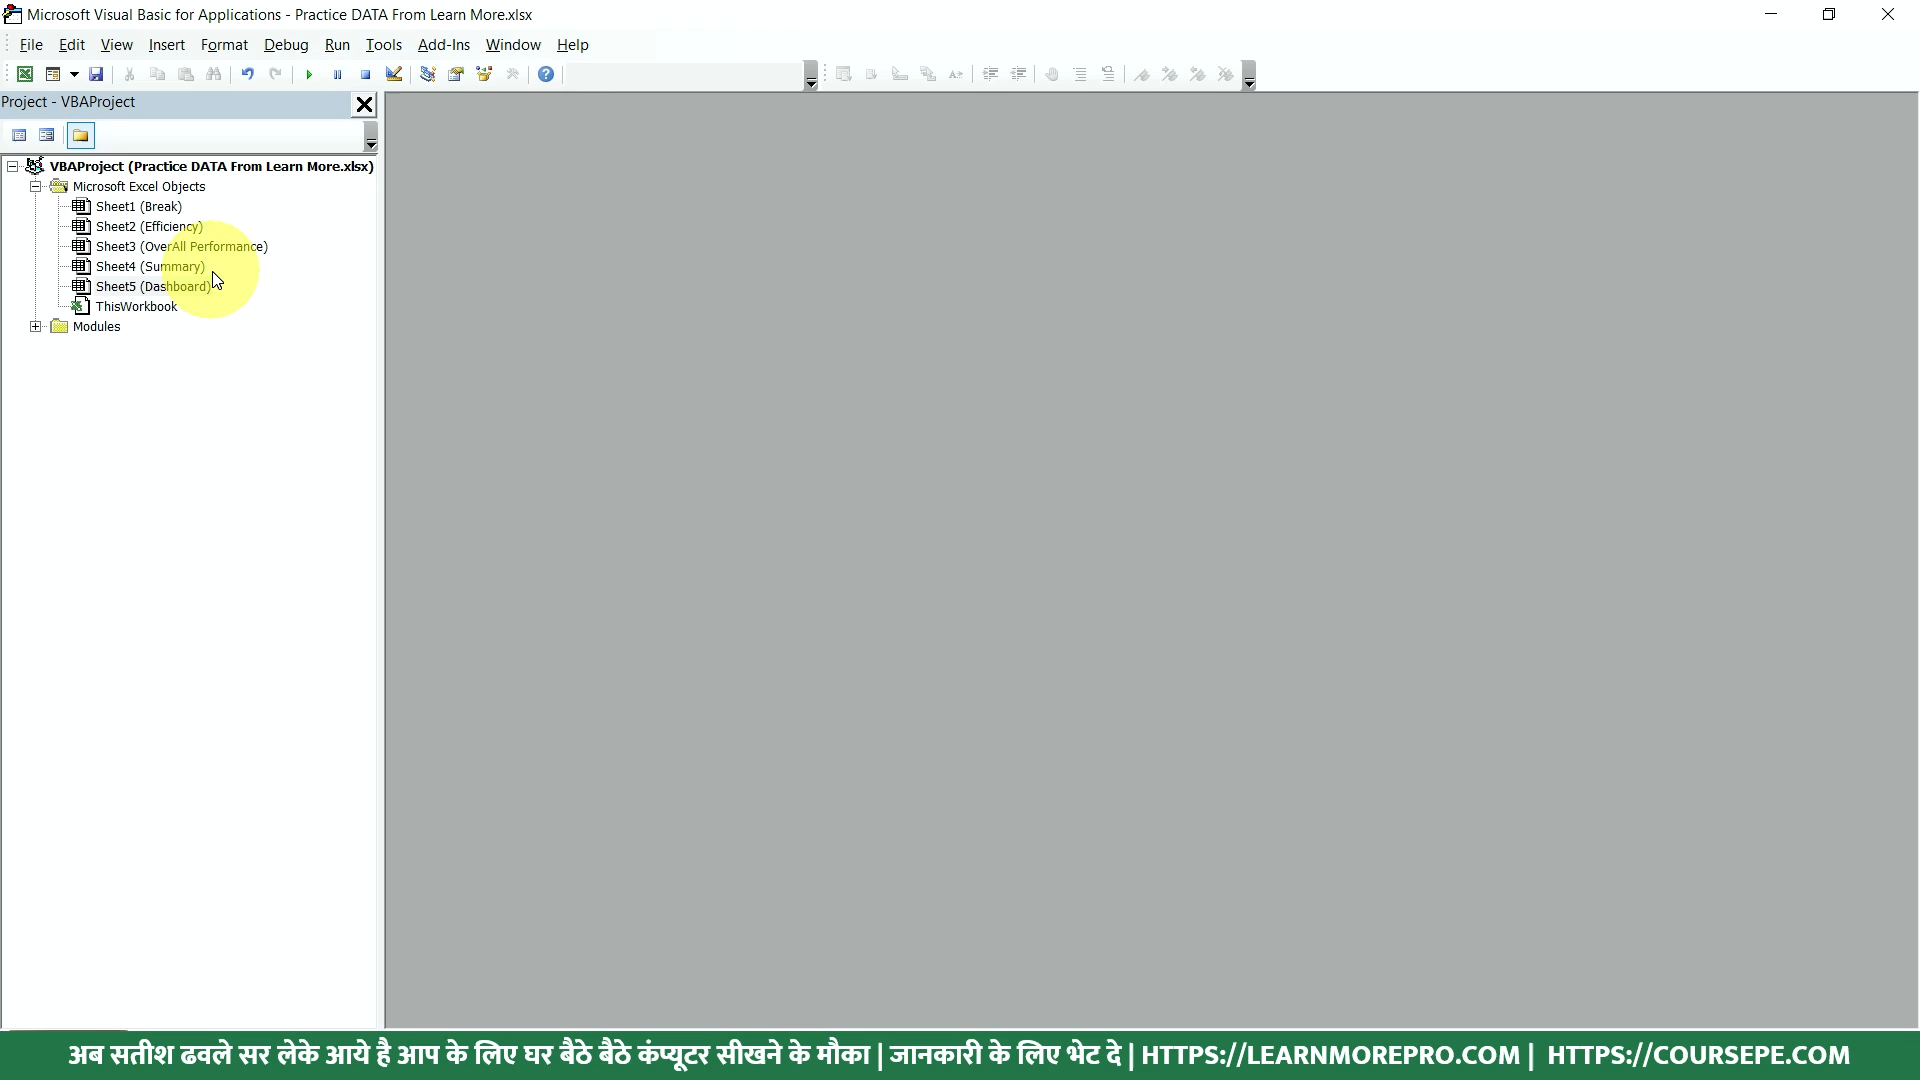 Microsoft Visual Basic for Applications - Practice DATA From Learn More.xlsx
File Edit View Insert Format Debug Run Tools Add-Ins Window Help
Project - VBAProject
VBAProject (Practice DATA From Learn More.xlsx)
Microsoft Excel Objects
Sheet1 (Break)
Sheet2 (Efficiency)
Sheet3 (OverAll Performance)
Sheet4 (Summary)
Sheet5 (Dashboard)
ThisWorkbook
Modules
अब सतीश ढवले सर लेके आये है आप के लिए घर बैठे बैठे कंप्यूटर सीखने के मौका | जानकारी के लिए भेट दे | HTTPS://LEARNMOREPRO.COM | HTTPS://COURSEPE.COM